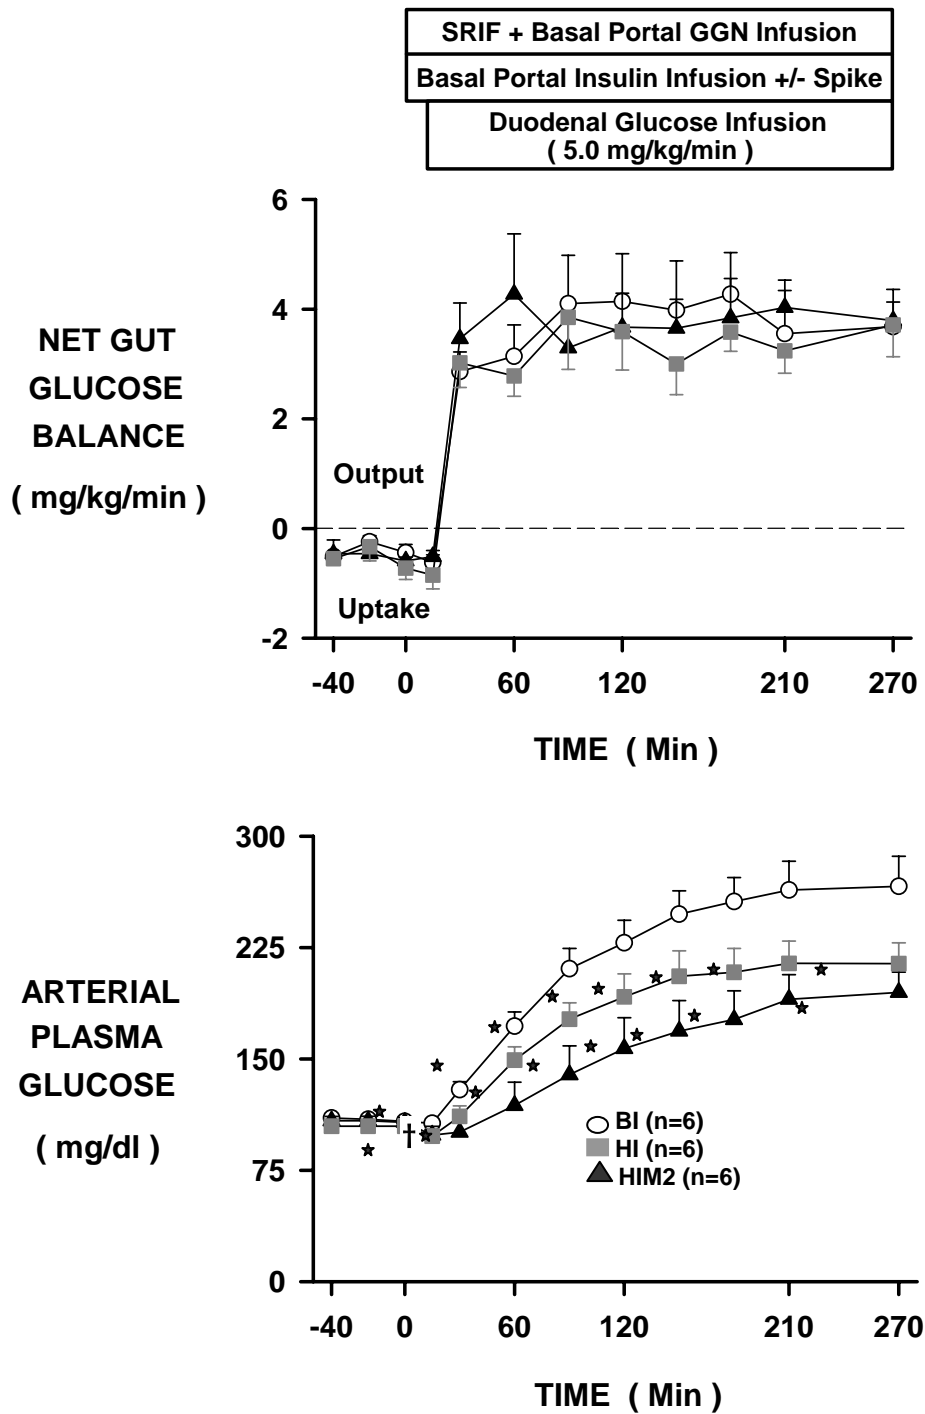 SRIF + Basal Portal GGN Infusion
Basal Portal Insulin Infusion +/- Spike
Duodenal Glucose Infusion
( 5.0 mg/kg/min )
NET GUT
GLUCOSE
BALANCE
( mg/kg/min )
6
4
2
0
-2
Output
Uptake
-40 0 60 120 210 270
TIME ( Min )
ARTERIAL
PLASMA
GLUCOSE
( mg/dl )
300
225
150
75
0
†
BI (n=6)
HI (n=6)
HIM2 (n=6)
-40 0 60 120 210 270
TIME ( Min )